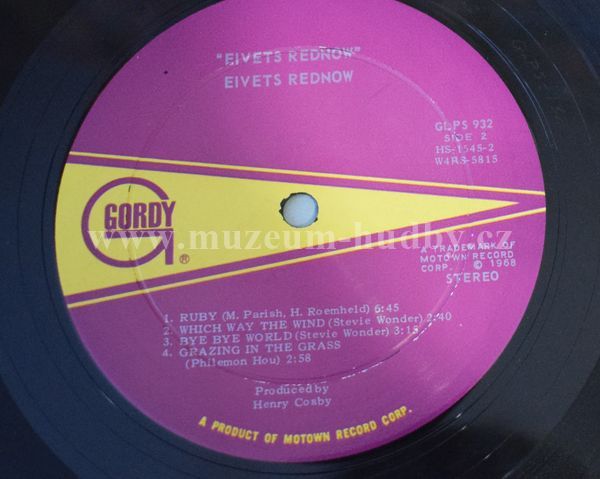 "EIVETS REDNOW"
EIVETS REDNOW
GLPS 932
SIDE 2
HS-1545-2
W4RS-5815
GORDY
®
www.muzeum-hudby.cz
A TRADEMARK OF
MOTOWN RECORD
CORP. © 1968
STEREO
1. RUBY (M. Parish, H. Roemheld) 6:45
2. WHICH WAY THE WIND (Stevie Wonder) 2:40
3. BYE BYE WORLD (Stevie Wonder) 3:15
4. GRAZING IN THE GRASS
(Philemon Hou) 2:58
Produced by
Henry Cosby
A PRODUCT OF MOTOWN RECORD CORP.